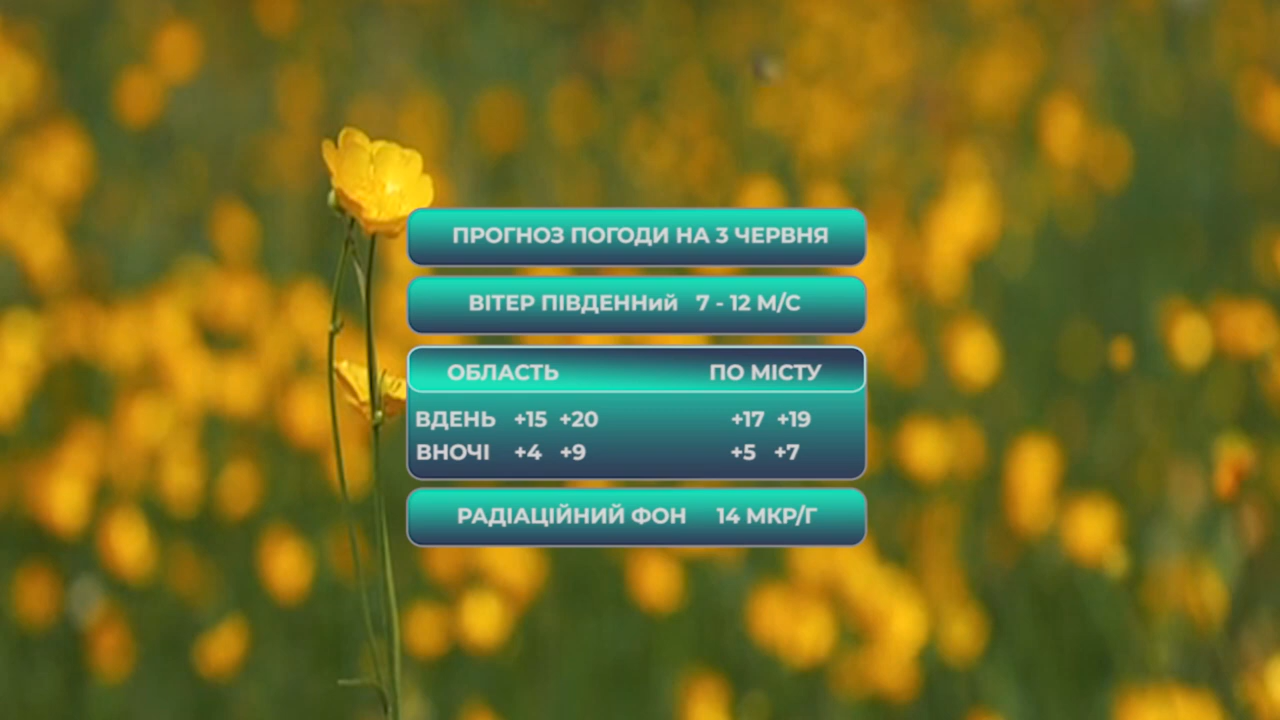 ПРОГНОЗ ПОГОДИ НА 3 ЧЕРВНЯ
ВІТЕР ПІВДЕННий 7 - 12 М/С
ОБЛАСТЬ ПО МІСТУ
ВДЕНЬ +15 +20 +17 +19
ВНОЧІ +4 +9 +5 +7
РАДІАЦІЙНИЙ ФОН 14 МКР/Г